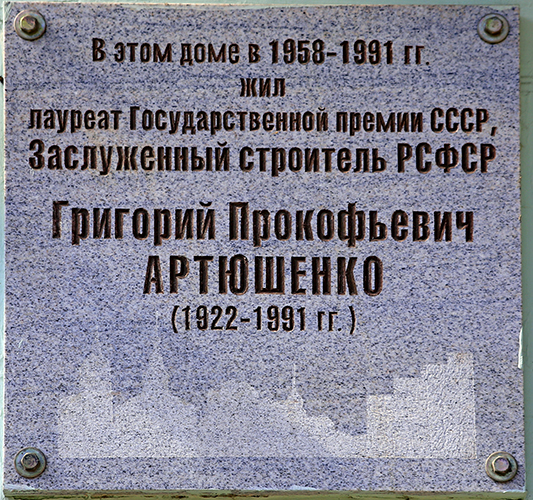 В этом доме в 1958-1991 гг.
жил
лауреат Государственной премии СССР,
Заслуженный строитель РСФСР
Григорий Прокофьевич
АРТЮШЕНКО
(1922-1991 гг.)